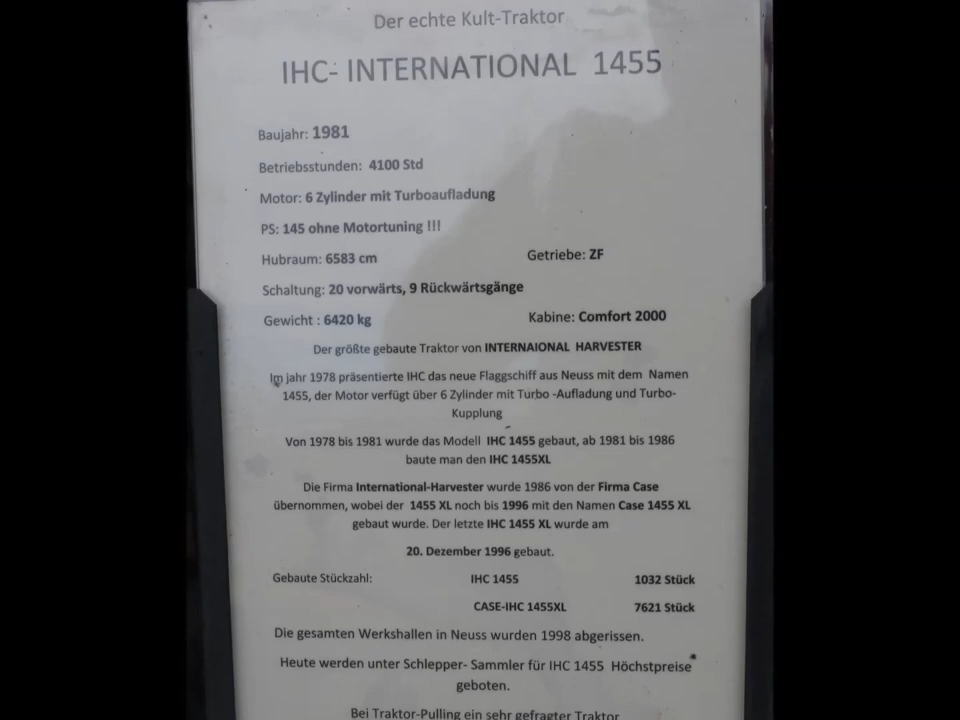 Der echte Kult-Traktor
IHC- INTERNATIONAL 1455
Baujahr: 1981
Betriebsstunden: 4100 Std
Motor: 6 Zylinder mit Turboaufladung
PS: 145 ohne Motortuning !!!
Hubraum: 6583 cm Getriebe: ZF
Schaltung: 20 vorwärts, 9 Rückwärtsgänge
Gewicht : 6420 kg Kabine: Comfort 2000
Der größte gebaute Traktor von INTERNAIONAL HARVESTER
Im jahr 1978 präsentierte IHC das neue Flaggschiff aus Neuss mit dem Namen
1455, der Motor verfügt über 6 Zylinder mit Turbo -Aufladung und Turbo-
Kupplung
Von 1978 bis 1981 wurde das Modell IHC 1455 gebaut, ab 1981 bis 1986
baute man den IHC 1455XL
Die Firma International-Harvester wurde 1986 von der Firma Case
übernommen, wobei der 1455 XL noch bis 1996 mit den Namen Case 1455 XL
gebaut wurde. Der letzte IHC 1455 XL wurde am
20. Dezember 1996 gebaut.
Gebaute Stückzahl: IHC 1455 1032 Stück
CASE-IHC 1455XL 7621 Stück
Die gesamten Werkshallen in Neuss wurden 1998 abgerissen.
Heute werden unter Schlepper- Sammler für IHC 1455 Höchstpreise
geboten.
Bei Traktor-Pulling ein sehr gefragter Traktor